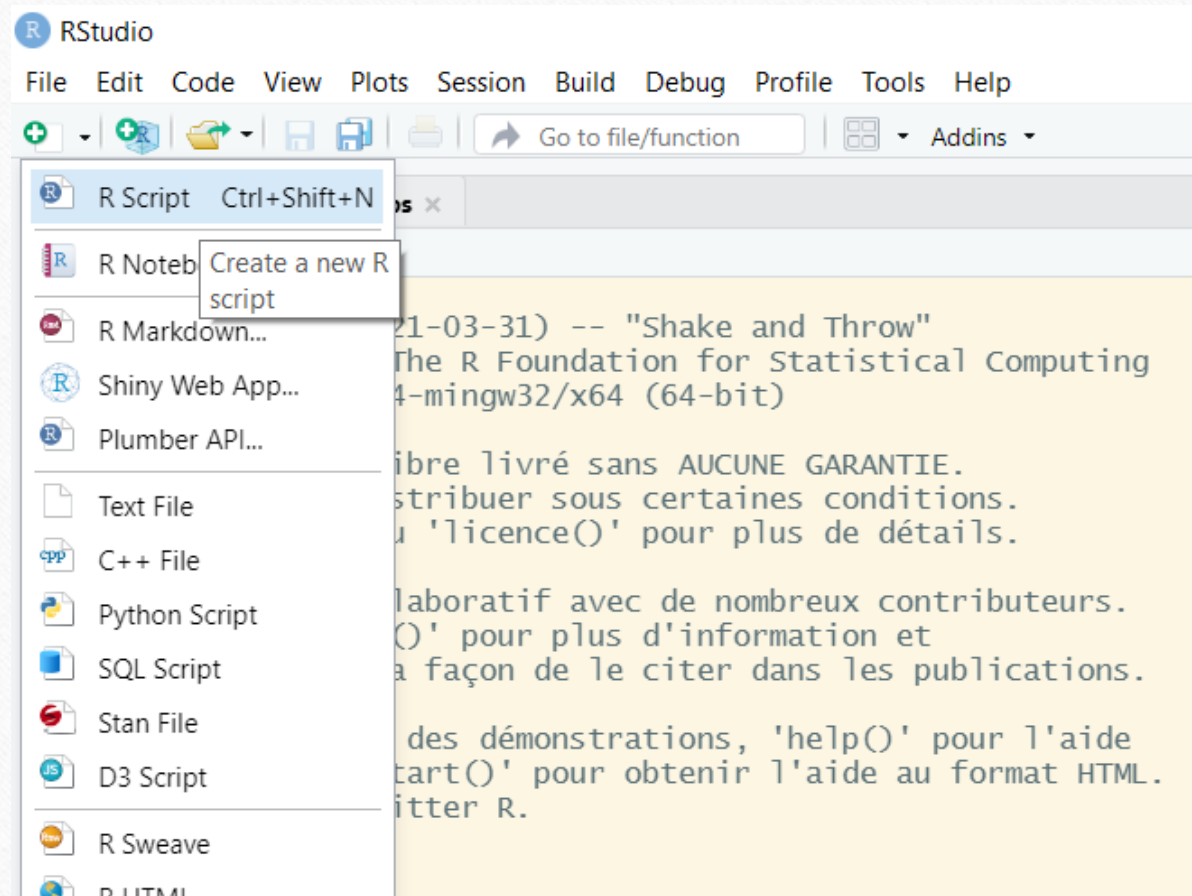 RStudio
File Edit Code View Plots Session Build Debug Profile Tools Help
Go to file/function Addins
R Script Ctrl+Shift+N
R Noteb
Create a new R
script
R Markdown...
Shiny Web App...
Plumber API...
Text File
C++ File
Python Script
SQL Script
Stan File
D3 Script
R Sweave
R HTML
21-03-31) -- "Shake and Throw"
The R Foundation for Statistical Computing
4-mingw32/x64 (64-bit)
ibre livré sans AUCUNE GARANTIE.
stribuer sous certaines conditions.
'licence()' pour plus de détails.
laboratif avec de nombreux contributeurs.
()' pour plus d'information et
a façon de le citer dans les publications.
des démonstrations, 'help()' pour l'aide
tart()' pour obtenir l'aide au format HTML.
itter R.